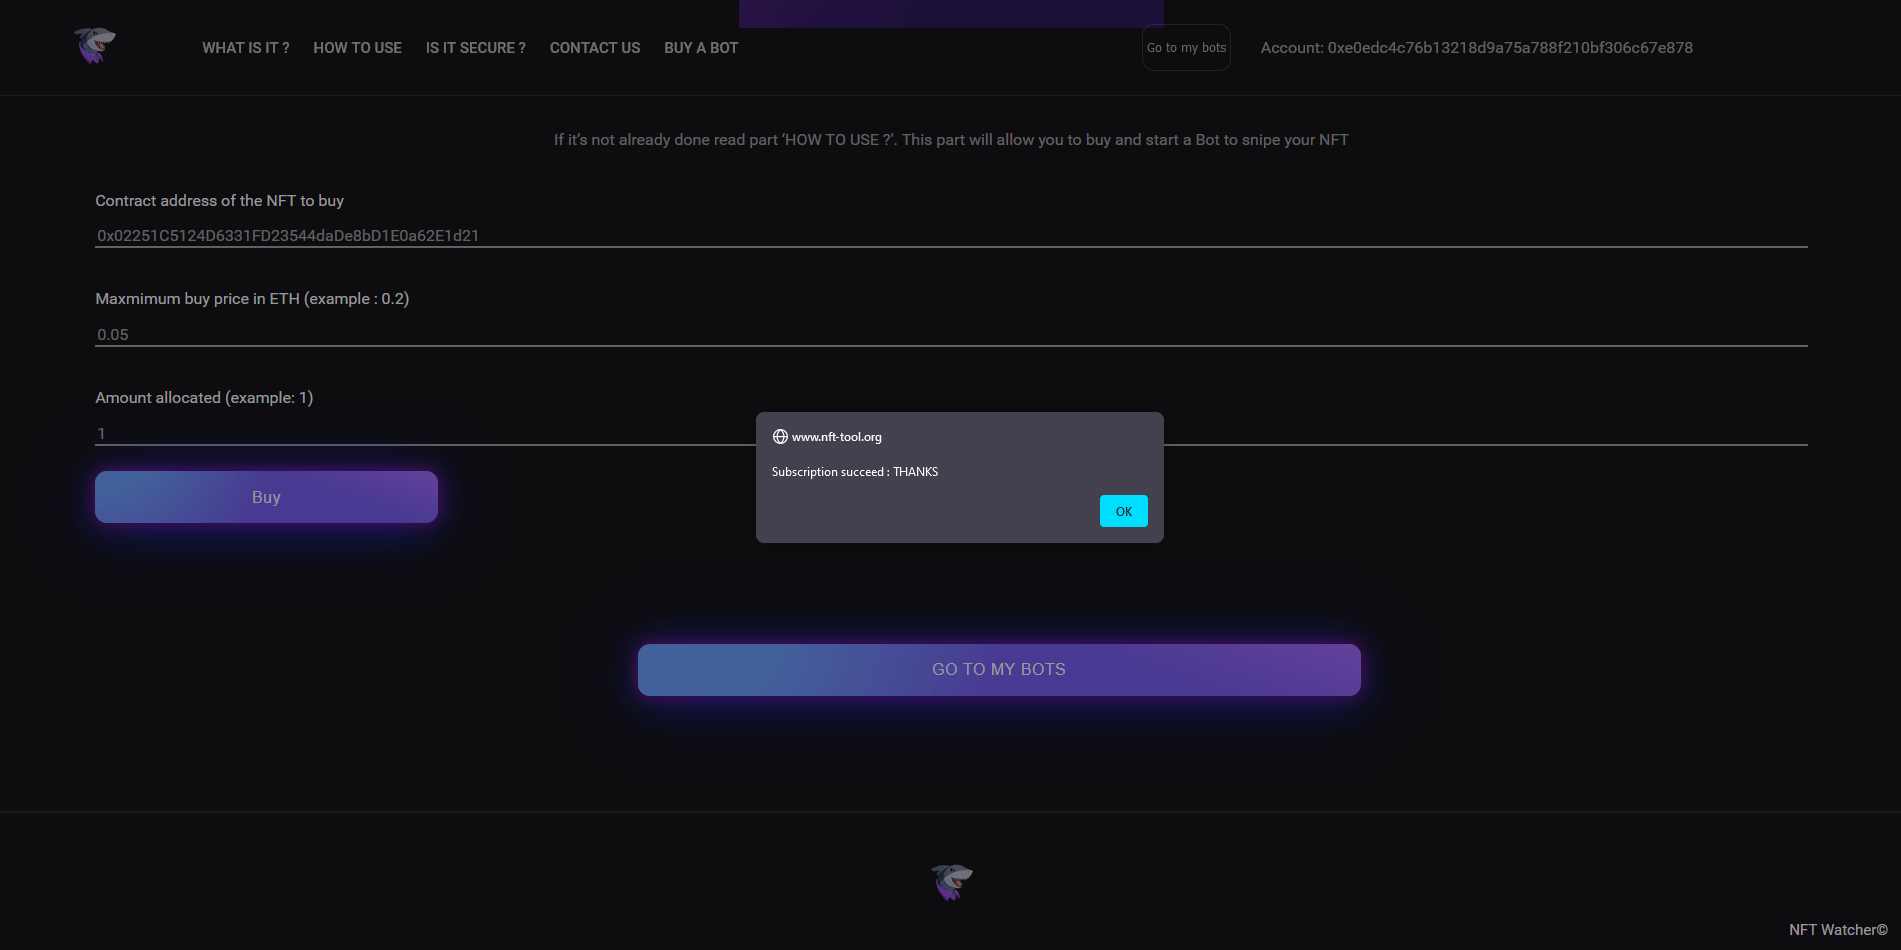 WHAT IS IT ? HOW TO USE IS IT SECURE ? CONTACT US BUY A BOT Go to my bots Account: 0xe0edc4c76b13218d9a75a788f210bf306c67e878
If it's not already done read part ‘HOW TO USE ?’. This part will allow you to buy and start a Bot to snipe your NFT
Contract address of the NFT to buy
0x02251C5124D6331FD23544daDe8bD1E0a62E1d21
Maxmimum buy price in ETH (example : 0.2)
0.05
Amount allocated (example: 1)
1
www.nft-tool.org
Subscription succeed : THANKS
OK
Buy
GO TO MY BOTS
NFT Watcher©